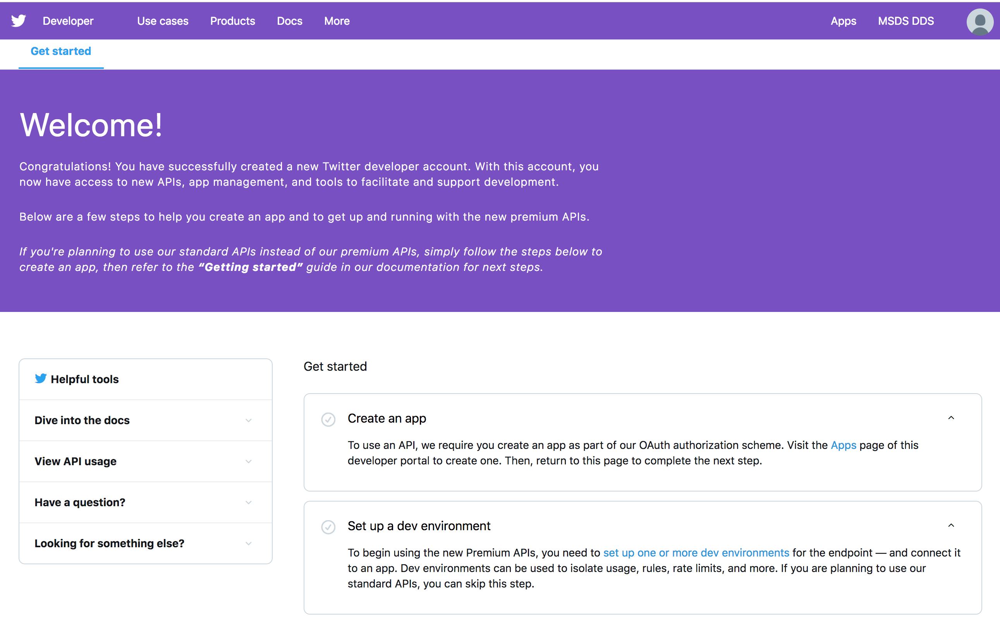 Developer Use cases Products Docs More Apps MSDS DDS
Get started
Welcome!
Congratulations! You have successfully created a new Twitter developer account. With this account, you
now have access to new APIs, app management, and tools to facilitate and support development.
Below are a few steps to help you create an app and to get up and running with the new premium APIs.
If you're planning to use our standard APIs instead of our premium APIs, simply follow the steps below to
create an app, then refer to the “Getting started” guide in our documentation for next steps.
Helpful tools
Dive into the docs
View API usage
Have a question?
Looking for something else?
Get started
Create an app
To use an API, we require you create an app as part of our OAuth authorization scheme. Visit the Apps page of this
developer portal to create one. Then, return to this page to complete the next step.
Set up a dev environment
To begin using the new Premium APIs, you need to set up one or more dev environments for the endpoint — and connect it
to an app. Dev environments can be used to isolate usage, rules, rate limits, and more. If you are planning to use our
standard APIs, you can skip this step.